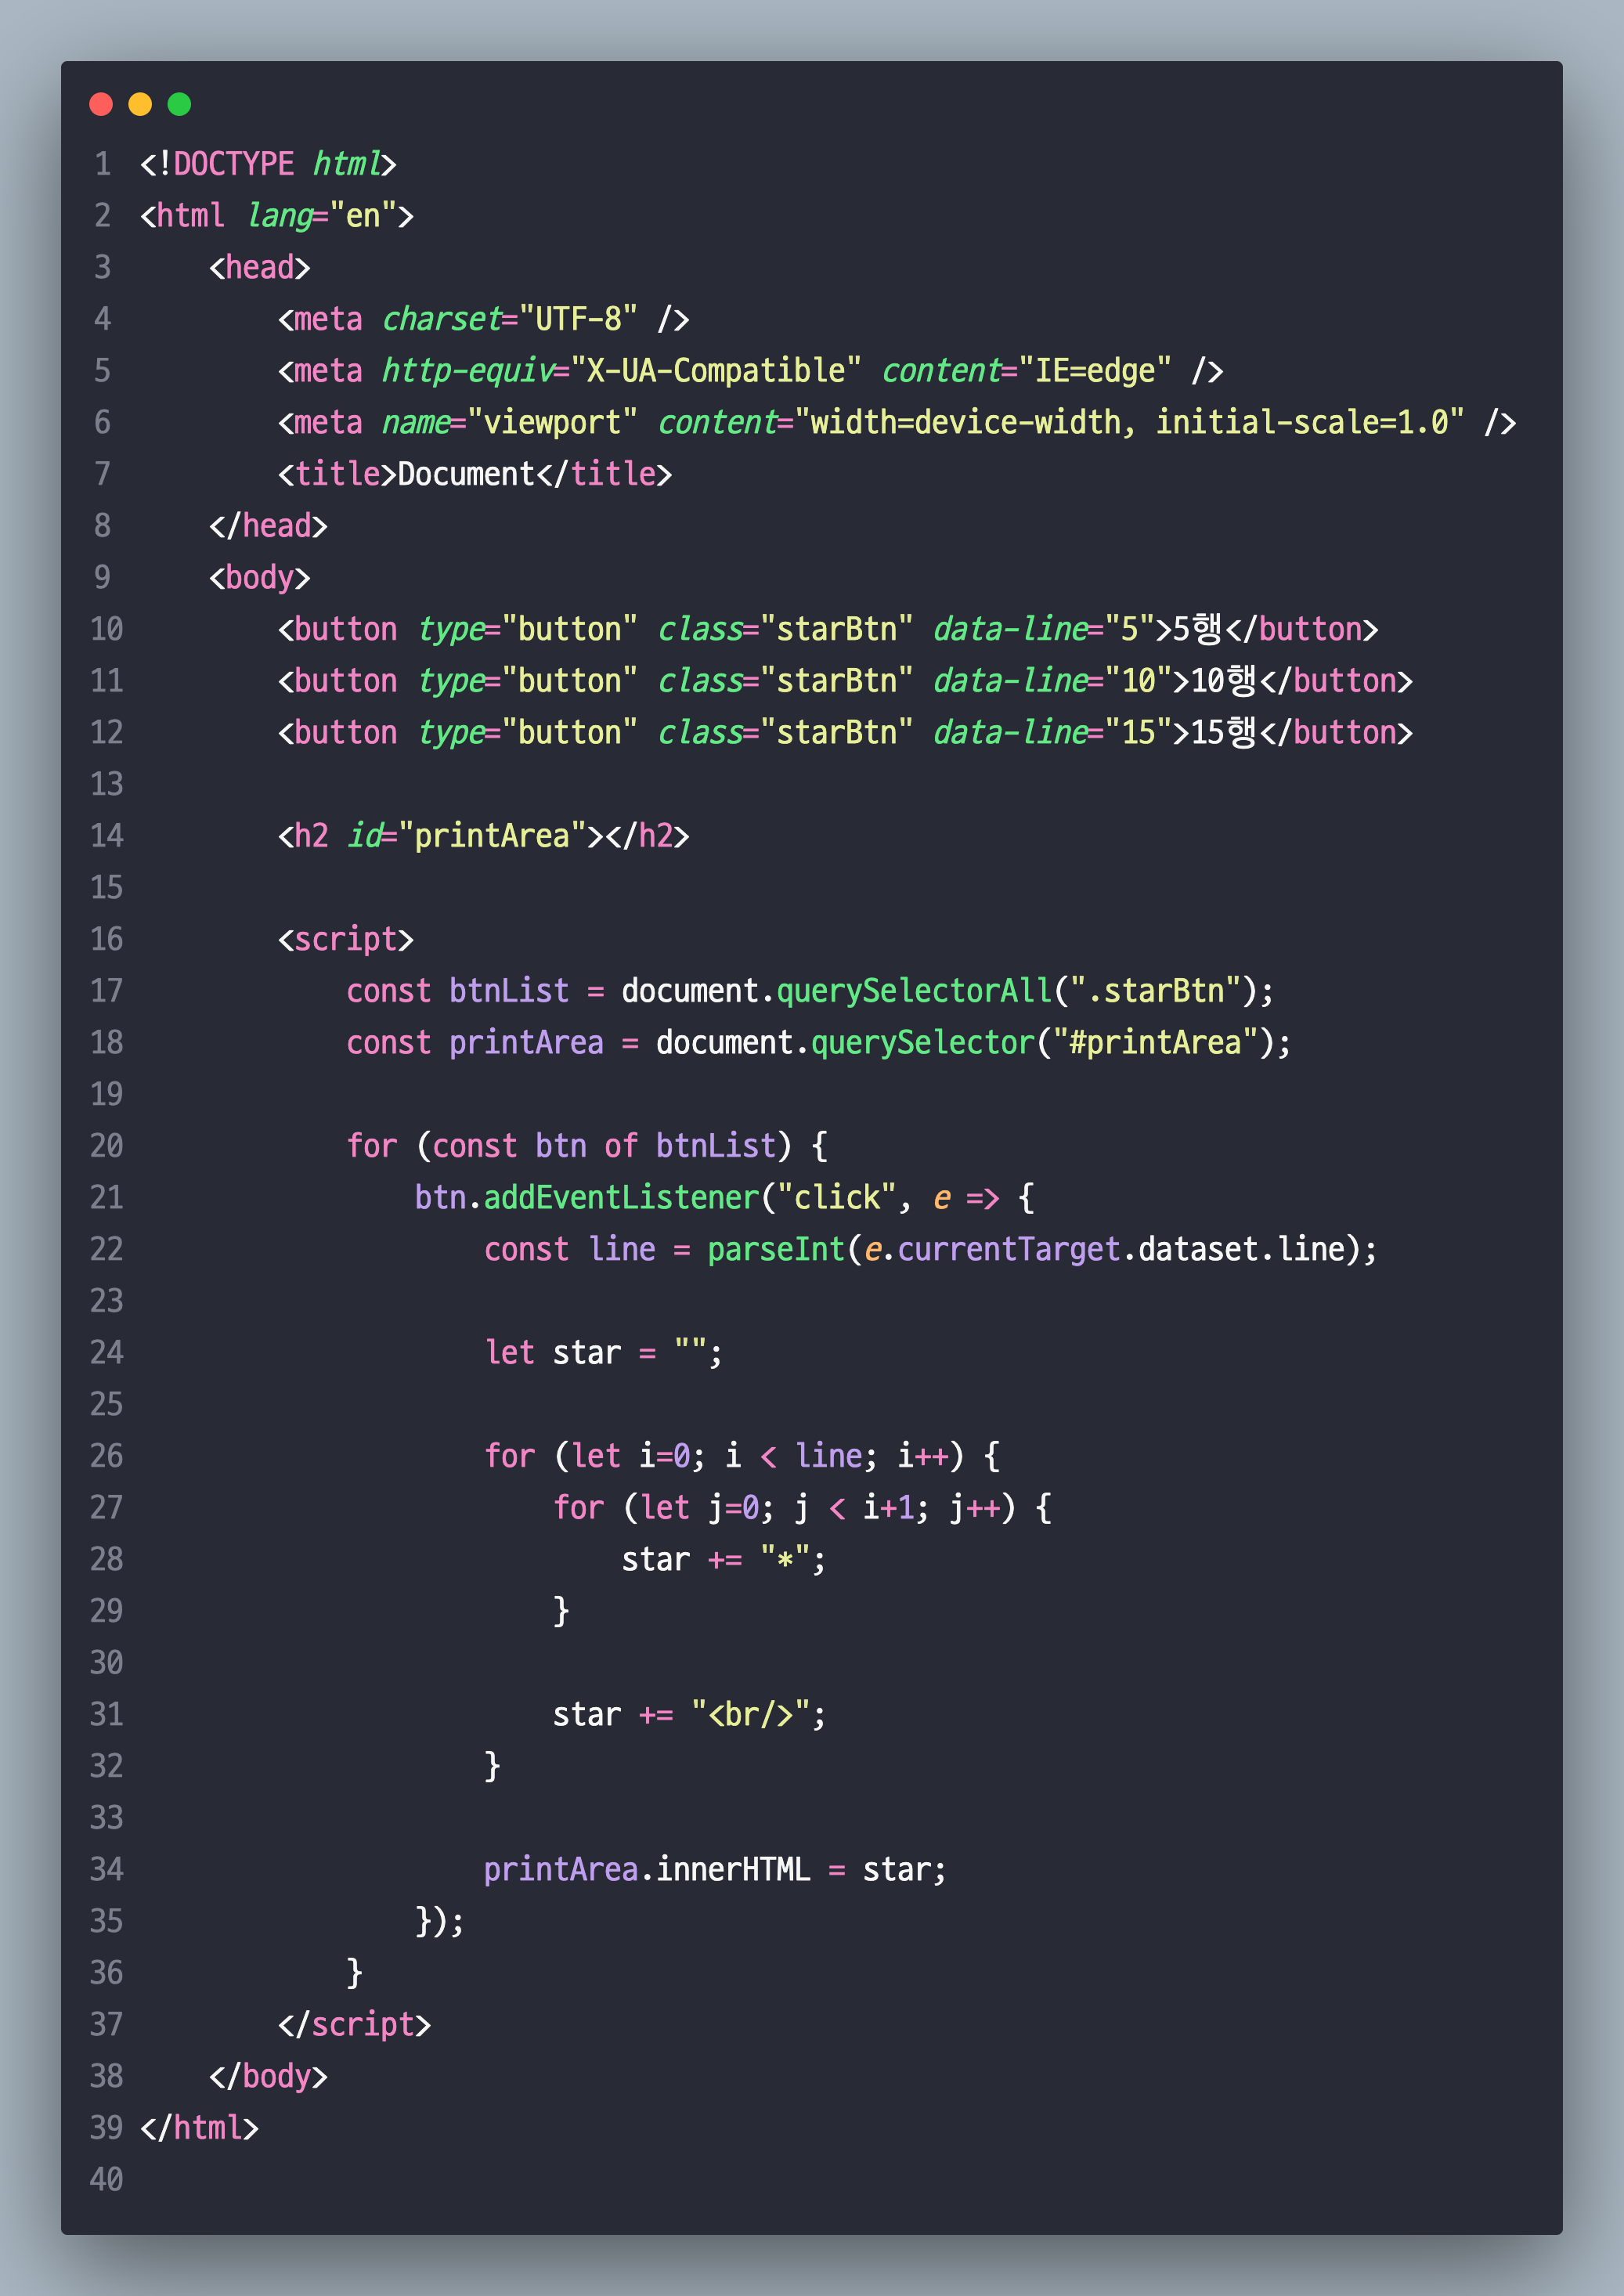 1 <!DOCTYPE html>
2 <html lang="en">
3     <head>
4         <meta charset="UTF-8" />
5         <meta http-equiv="X-UA-Compatible" content="IE=edge" />
6         <meta name="viewport" content="width=device-width, initial-scale=1.0" />
7         <title>Document</title>
8     </head>
9     <body>
10         <button type="button" class="starBtn" data-line="5">5행</button>
11         <button type="button" class="starBtn" data-line="10">10행</button>
12         <button type="button" class="starBtn" data-line="15">15행</button>
13
14         <h2 id="printArea"></h2>
15
16         <script>
17             const btnList = document.querySelectorAll(".starBtn");
18             const printArea = document.querySelector("#printArea");
19
20             for (const btn of btnList) {
21                 btn.addEventListener("click", e => {
22                     const line = parseInt(e.currentTarget.dataset.line);
23
24                     let star = "";
25
26                     for (let i=0; i < line; i++) {
27                         for (let j=0; j < i+1; j++) {
28                             star += "*";
29                         }
30
31                         star += "<br/>";
32                     }
33
34                     printArea.innerHTML = star;
35                 });
36             }
37         </script>
38     </body>
39 </html>
40